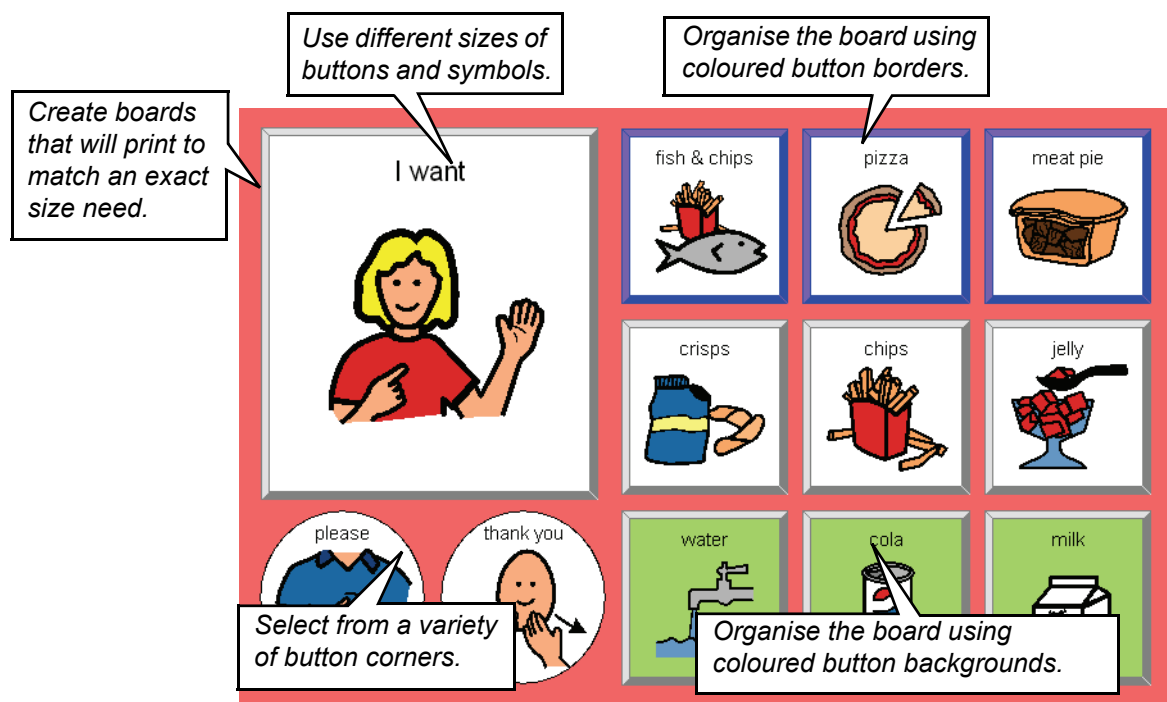 Use different sizes of
buttons and symbols.
Organise the board using
coloured button borders.
Create boards
that will print to
match an exact
size need.
I want
fish & chips
pizza
meat pie
crisps
chips
jelly
please
thank you
water
cola
milk
Select from a variety
of button corners.
Organise the board using
coloured button backgrounds.